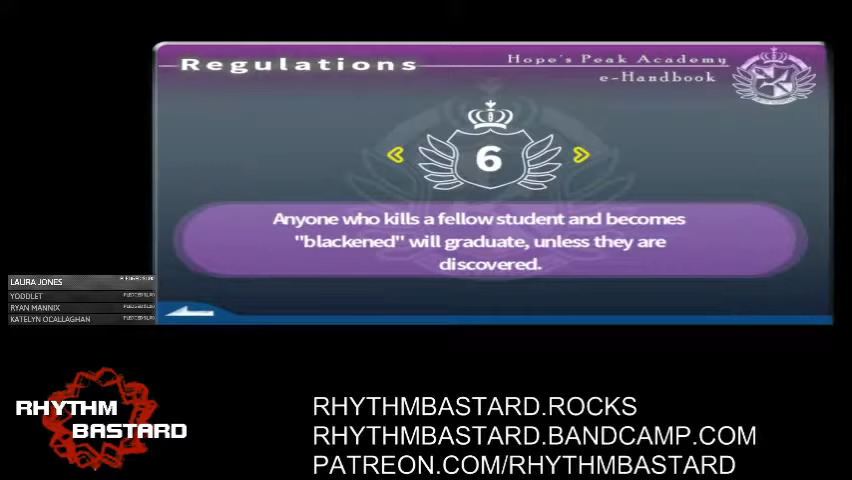 Regulations
Hope's Peak Academy
e-Handbook
6
Anyone who kills a fellow student and becomes
"blackened" will graduate, unless they are
discovered.
LAURA JONES
YODDLET
RYAN MANNIX
KATELYN OCALLAGHAN
RHYTHM
BASTARD
RHYTHMBASTARD.ROCKS
RHYTHMBASTARD.BANDCAMP.COM
PATREON.COM/RHYTHMBASTARD